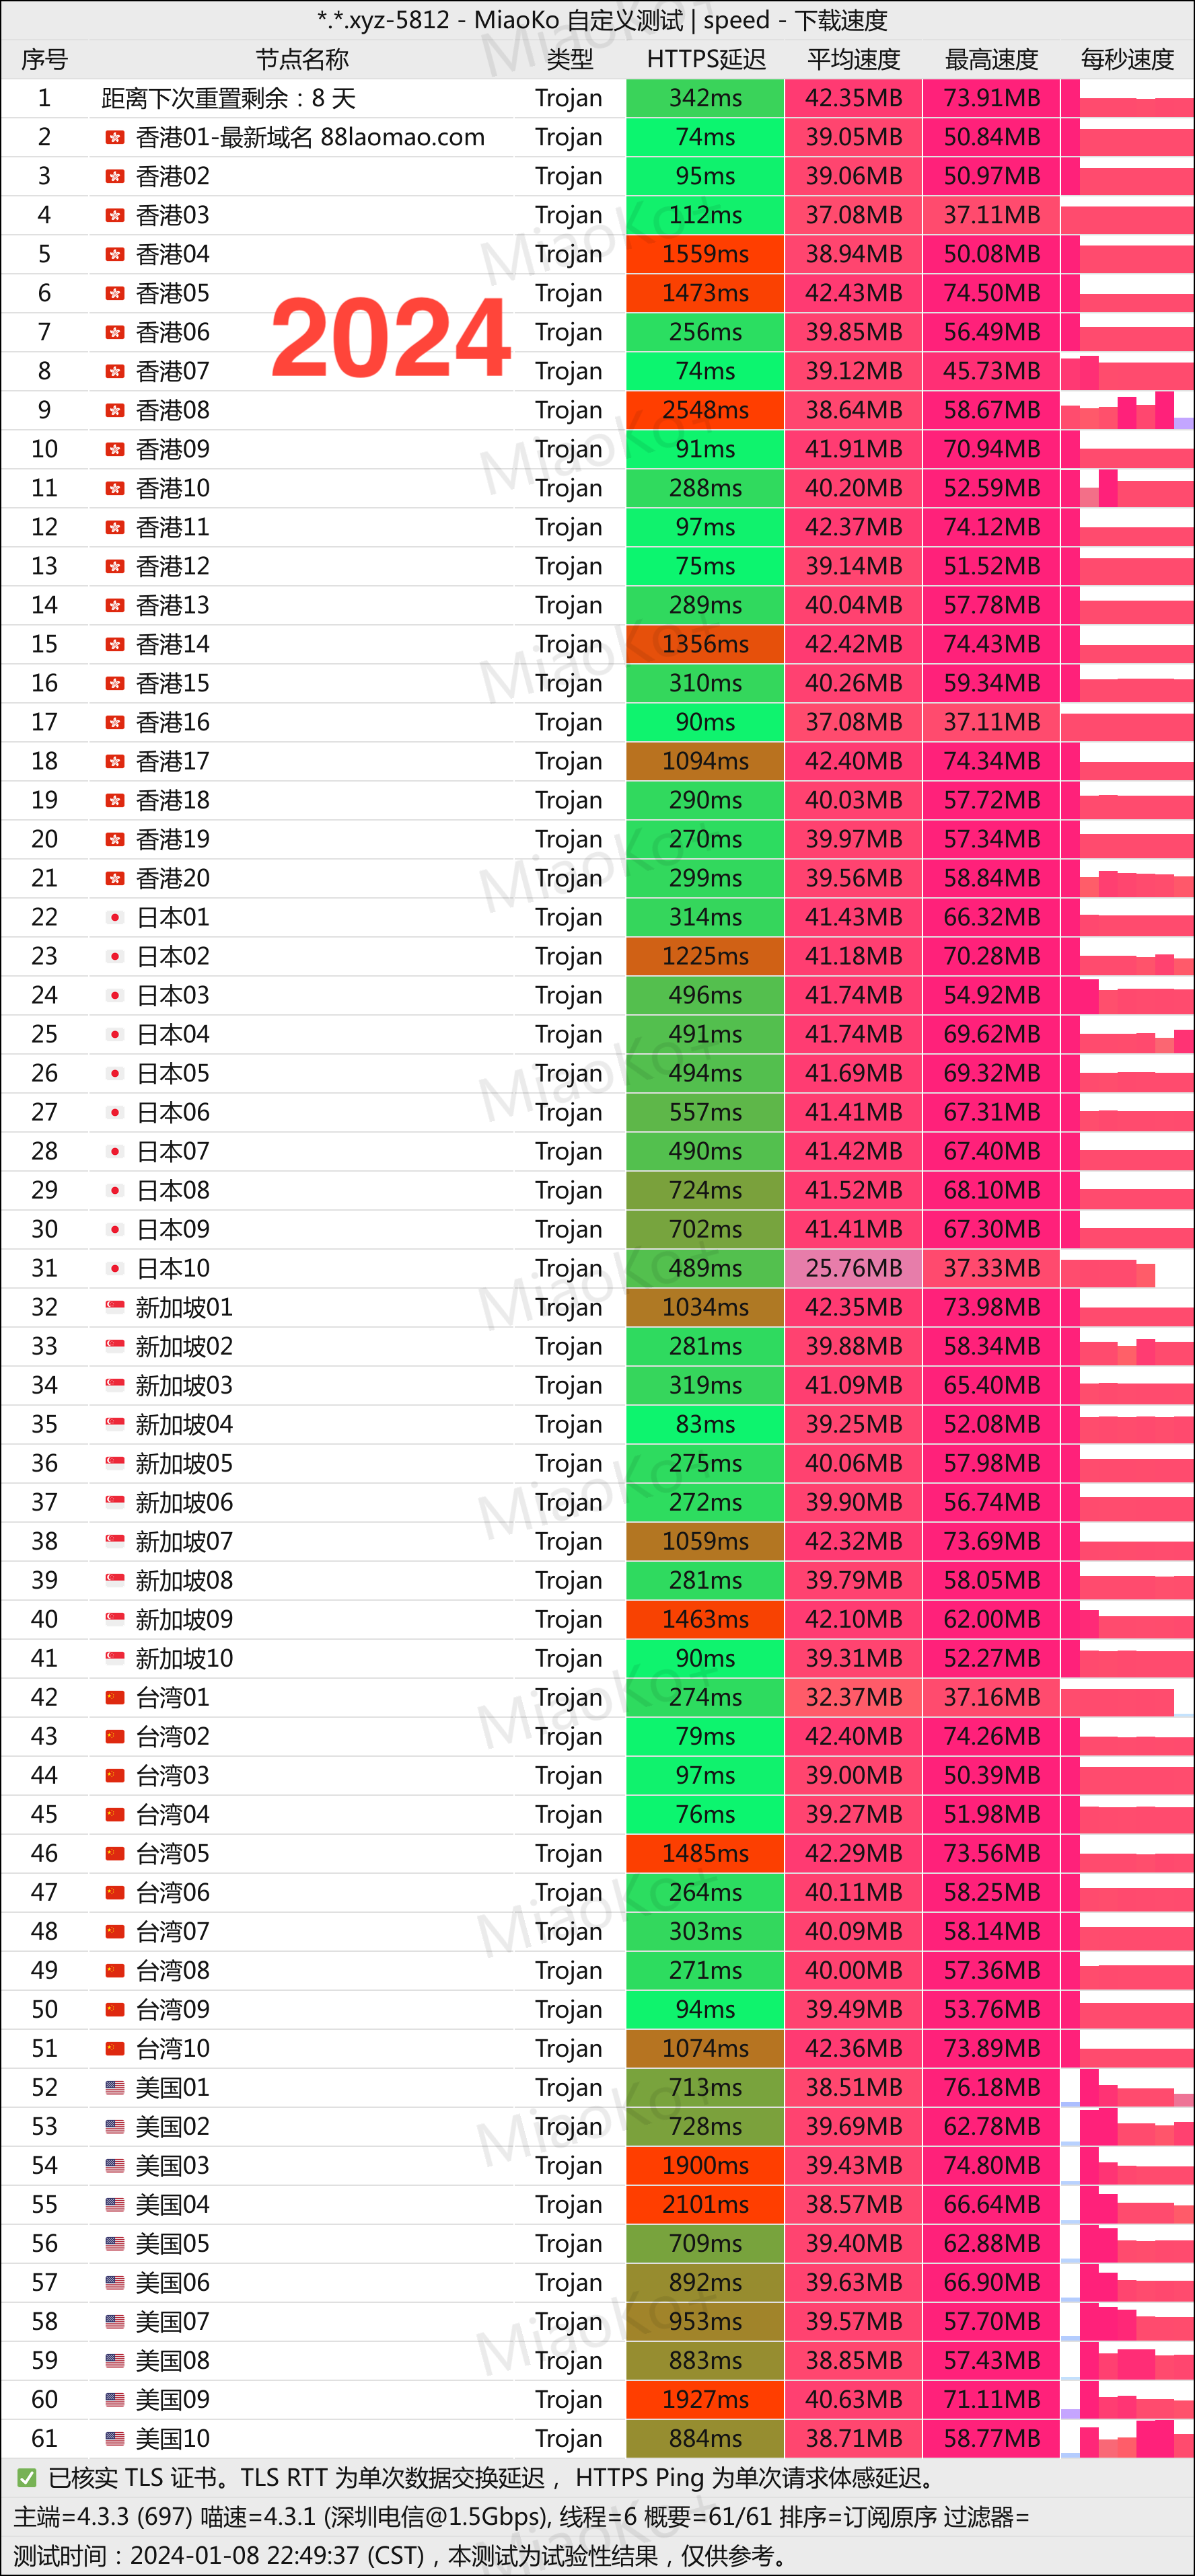 *.*.xyz-5812 - MiaoKo 自定义测试 | speed - 下载速度
序号 节点名称 类型 HTTPS延迟 平均速度 最高速度 每秒速度
1 距离下次重置剩余：8 天 Trojan 342ms 42.35MB 73.91MB
2 香港01-最新域名 88laomao.com Trojan 74ms 39.05MB 50.84MB
3 香港02 Trojan 95ms 39.06MB 50.97MB
4 香港03 Trojan 112ms 37.08MB 37.11MB
5 香港04 Trojan 1559ms 38.94MB 50.08MB
6 香港05 Trojan 1473ms 42.43MB 74.50MB
2024
7 香港06 Trojan 256ms 39.85MB 56.49MB
8 香港07 Trojan 74ms 39.12MB 45.73MB
9 香港08 Trojan 2548ms 38.64MB 58.67MB
10 香港09 Trojan 91ms 41.91MB 70.94MB
11 香港10 Trojan 288ms 40.20MB 52.59MB
12 香港11 Trojan 97ms 42.37MB 74.12MB
13 香港12 Trojan 75ms 39.14MB 51.52MB
14 香港13 Trojan 289ms 40.04MB 57.78MB
15 香港14 Trojan 1356ms 42.42MB 74.43MB
16 香港15 Trojan 310ms 40.26MB 59.34MB
17 香港16 Trojan 90ms 37.08MB 37.11MB
18 香港17 Trojan 1094ms 42.40MB 74.34MB
19 香港18 Trojan 290ms 40.03MB 57.72MB
20 香港19 Trojan 270ms 39.97MB 57.34MB
21 香港20 Trojan 299ms 39.56MB 58.84MB
22 日本01 Trojan 314ms 41.43MB 66.32MB
23 日本02 Trojan 1225ms 41.18MB 70.28MB
24 日本03 Trojan 496ms 41.74MB 54.92MB
25 日本04 Trojan 491ms 41.74MB 69.62MB
26 日本05 Trojan 494ms 41.69MB 69.32MB
27 日本06 Trojan 557ms 41.41MB 67.31MB
28 日本07 Trojan 490ms 41.42MB 67.40MB
29 日本08 Trojan 724ms 41.52MB 68.10MB
30 日本09 Trojan 702ms 41.41MB 67.30MB
31 日本10 Trojan 489ms 25.76MB 37.33MB
32 新加坡01 Trojan 1034ms 42.35MB 73.98MB
33 新加坡02 Trojan 281ms 39.88MB 58.34MB
34 新加坡03 Trojan 319ms 41.09MB 65.40MB
35 新加坡04 Trojan 83ms 39.25MB 52.08MB
36 新加坡05 Trojan 275ms 40.06MB 57.98MB
37 新加坡06 Trojan 272ms 39.90MB 56.74MB
38 新加坡07 Trojan 1059ms 42.32MB 73.69MB
39 新加坡08 Trojan 281ms 39.79MB 58.05MB
40 新加坡09 Trojan 1463ms 42.10MB 62.00MB
41 新加坡10 Trojan 90ms 39.31MB 52.27MB
42 台湾01 Trojan 274ms 32.37MB 37.16MB
43 台湾02 Trojan 79ms 42.40MB 74.26MB
44 台湾03 Trojan 97ms 39.00MB 50.39MB
45 台湾04 Trojan 76ms 39.27MB 51.98MB
46 台湾05 Trojan 1485ms 42.29MB 73.56MB
47 台湾06 Trojan 264ms 40.11MB 58.25MB
48 台湾07 Trojan 303ms 40.09MB 58.14MB
49 台湾08 Trojan 271ms 40.00MB 57.36MB
50 台湾09 Trojan 94ms 39.49MB 53.76MB
51 台湾10 Trojan 1074ms 42.36MB 73.89MB
52 美国01 Trojan 713ms 38.51MB 76.18MB
53 美国02 Trojan 728ms 39.69MB 62.78MB
54 美国03 Trojan 1900ms 39.43MB 74.80MB
55 美国04 Trojan 2101ms 38.57MB 66.64MB
56 美国05 Trojan 709ms 39.40MB 62.88MB
57 美国06 Trojan 892ms 39.63MB 66.90MB
58 美国07 Trojan 953ms 39.57MB 57.70MB
59 美国08 Trojan 883ms 38.85MB 57.43MB
60 美国09 Trojan 1927ms 40.63MB 71.11MB
61 美国10 Trojan 884ms 38.71MB 58.77MB
已核实 TLS 证书。TLS RTT 为单次数据交换延迟， HTTPS Ping 为单次请求体感延迟。
主端=4.3.3 (697) 喵速=4.3.1 (深圳电信@1.5Gbps), 线程=6 概要=61/61 排序=订阅原序 过滤器=
测试时间：2024-01-08 22:49:37 (CST)，本测试为试验性结果，仅供参考。